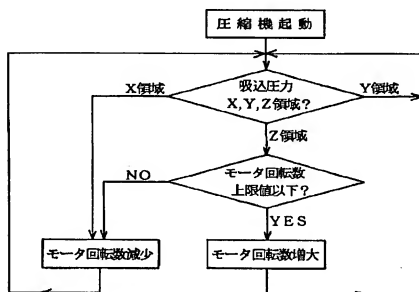 圧縮機起動
吸込圧力
X,Y,Z領域?
X領域
Y領域
Z領域
モータ回転数
上限値以下?
NO
YES
モータ回転数減少
モータ回転数増大